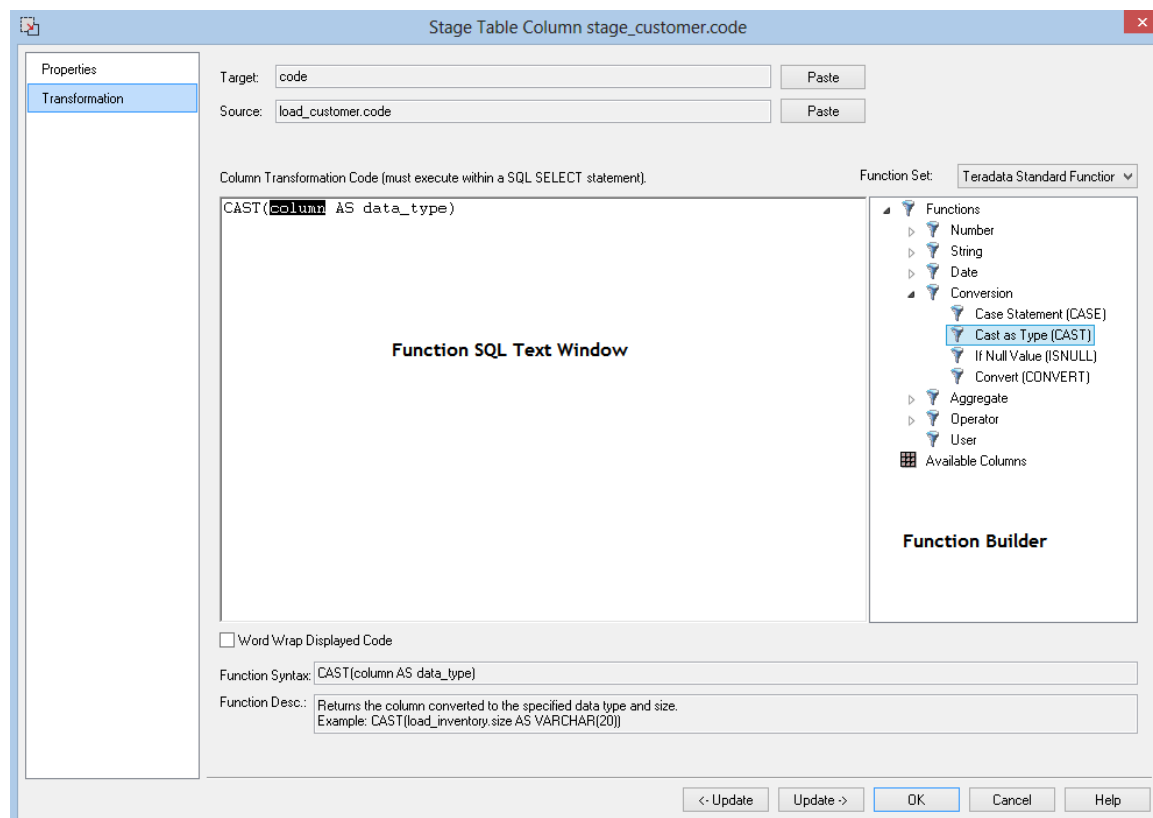 Stage Table Column stage_customer.code
Properties
Transformation
Target: code Paste
Source: load_customer.code Paste
Column Transformation Code (must execute within a SQL SELECT statement). Function Set: Teradata Standard Functior
CAST(column AS data_type)
Function SQL Text Window
Functions
Number
String
Date
Conversion
Case Statement (CASE)
Cast as Type (CAST)
If Null Value (ISNULL)
Convert (CONVERT)
Aggregate
Operator
User
Available Columns
Function Builder
Word Wrap Displayed Code
Function Syntax: CAST(column AS data_type)
Function Desc.: Returns the column converted to the specified data type and size.
Example: CAST(load_inventory.size AS VARCHAR(20))
<- Update Update -> OK Cancel Help